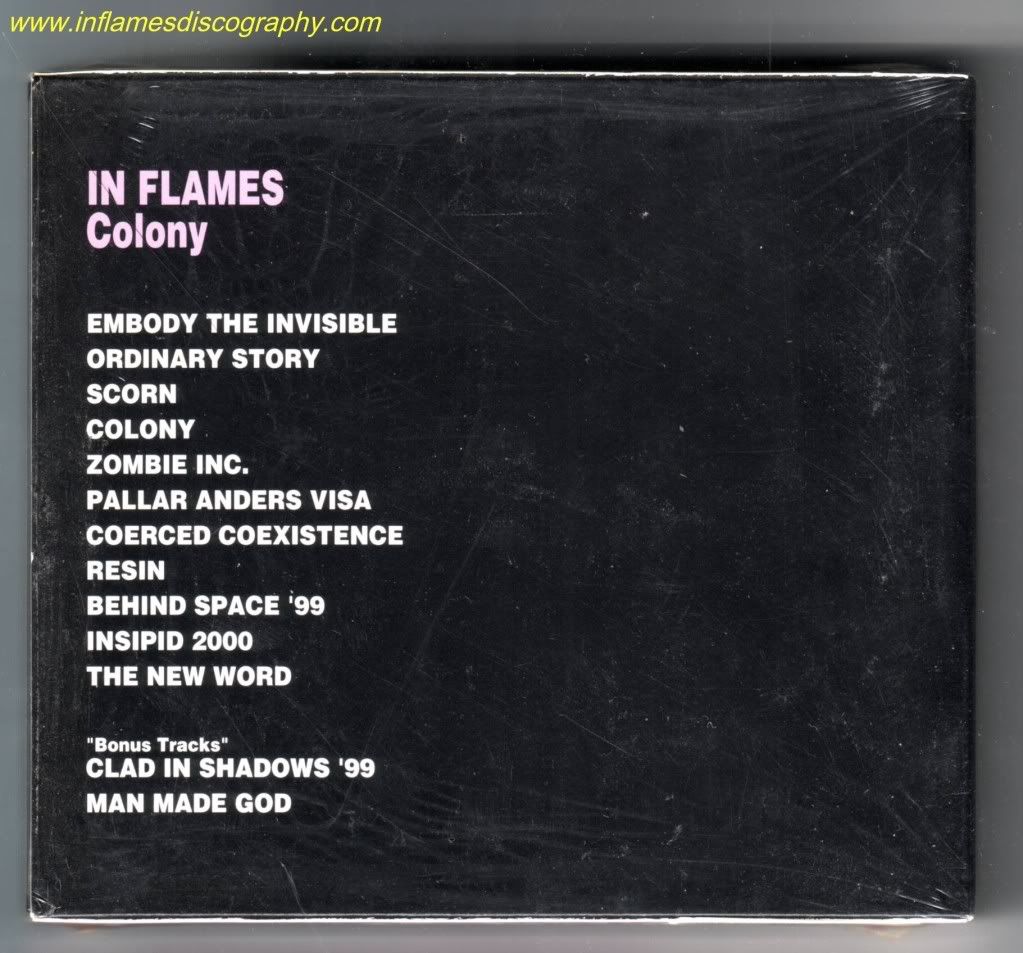 www.inflamesdiscography.com
IN FLAMES
Colony
EMBODY THE INVISIBLE
ORDINARY STORY
SCORN
COLONY
ZOMBIE INC.
PALLAR ANDERS VISA
COERCED COEXISTENCE
RESIN
BEHIND SPACE '99
INSIPID 2000
THE NEW WORD
"Bonus Tracks"
CLAD IN SHADOWS '99
MAN MADE GOD